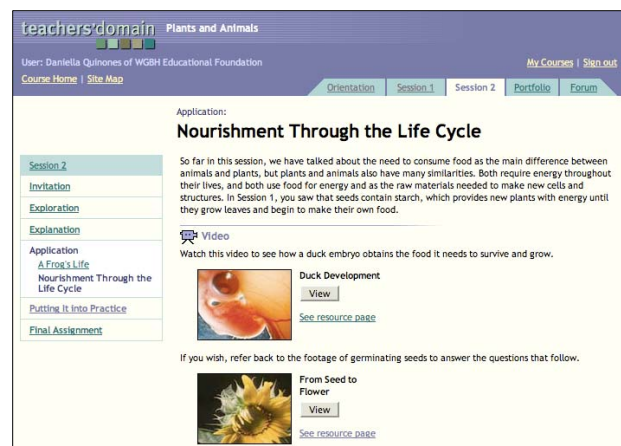 teachers'domain Plants and Animals
User: Daniella Quinones of WGBH Educational Foundation
My Courses | Sign out
Course Home | Site Map
Orientation Session 1 Session 2 Portfolio Forum
Application:
Nourishment Through the Life Cycle
Session 2
Invitation
Exploration
Explanation
Application
A Frog's Life
Nourishment Through the
Life Cycle
Putting It Into Practice
Final Assignment
So far in this session, we have talked about the need to consume food as the main difference between
animals and plants, but plants and animals also have many similarities. Both require energy throughout
their lives, and both use food for energy and as the raw materials needed to make new cells and
structures. In Session 1, you saw that seeds contain starch, which provides new plants with energy until
they grow leaves and begin to make their own food.
Video
Watch this video to see how a duck embryo obtains the food it needs to survive and grow.
Duck Development
View
See resource page
If you wish, refer back to the footage of germinating seeds to answer the questions that follow.
From Seed to
Flower
View
See resource page